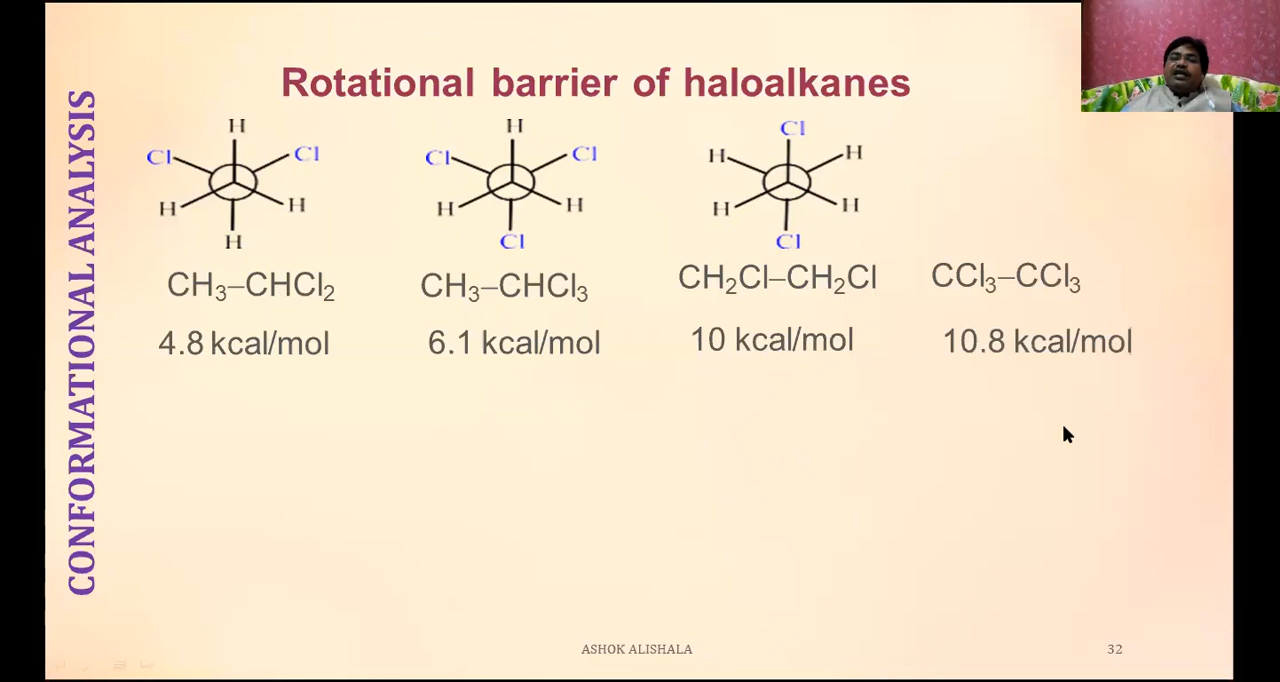 CONFORMATIONAL ANALYSIS
Rotational barrier of haloalkanes
H
Cl
Cl
H
H
H
H
Cl
Cl
H
H
Cl
Cl
H
H
H
H
Cl
CH₃–CHCl₂
CH₃–CHCl₃
CH₂Cl–CH₂Cl
CCl₃–CCl₃
4.8 kcal/mol
6.1 kcal/mol
10 kcal/mol
10.8 kcal/mol
ASHOK ALISHALA
32